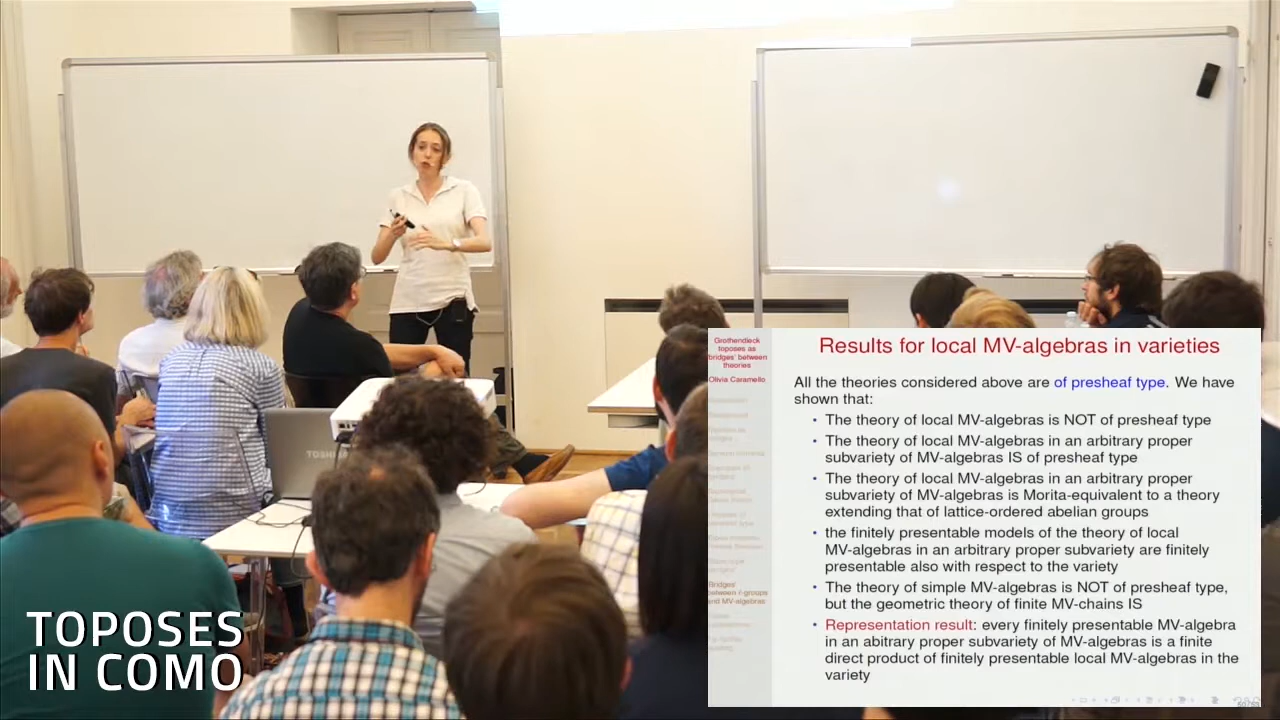 Grothendieck
toposes as
'bridges' between
theories
Olivia Caramello
'Bridges'
between ℓ-groups
and MV-algebras
Results for local MV-algebras in varieties
All the theories considered above are of presheaf type. We have
shown that:
• The theory of local MV-algebras is NOT of presheaf type
• The theory of local MV-algebras in an arbitrary proper
subvariety of MV-algebras IS of presheaf type
• The theory of local MV-algebras in an arbitrary proper
subvariety of MV-algebras is Morita-equivalent to a theory
extending that of lattice-ordered abelian groups
• the finitely presentable models of the theory of local
MV-algebras in an arbitrary proper subvariety are finitely
presentable also with respect to the variety
• The theory of simple MV-algebras is NOT of presheaf type,
but the geometric theory of finite MV-chains IS
• Representation result: every finitely presentable MV-algebra
in an abitrary proper subvariety of MV-algebras is a finite
direct product of finitely presentable local MV-algebras in the
variety
TOSHIBA
TOPOSES
IN COMO